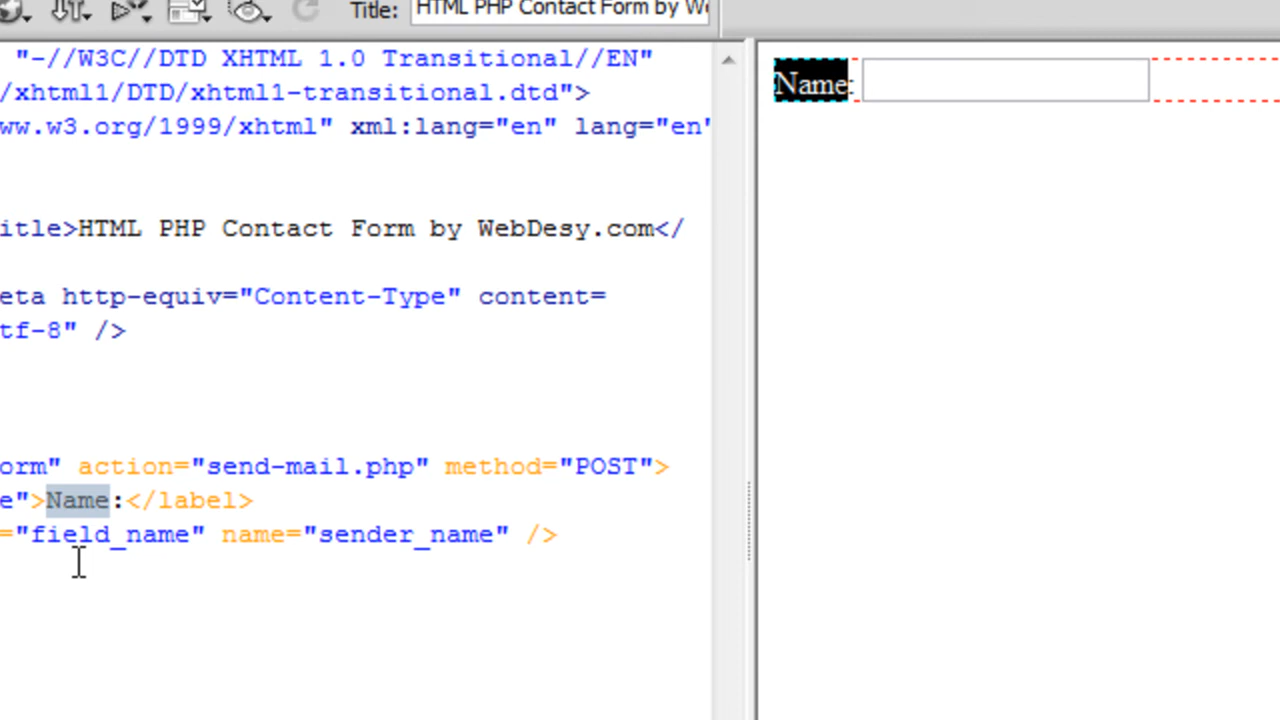 Title: HTML PHP Contact Form by We
"-//W3C//DTD XHTML 1.0 Transitional//EN"
/xhtml1/DTD/xhtml1-transitional.dtd">
ww.w3.org/1999/xhtml" xml:lang="en" lang="en"
itle>HTML PHP Contact Form by WebDesy.com</
eta http-equiv="Content-Type" content=
tf-8" />
orm" action="send-mail.php" method="POST">
e">Name:</label>
="field_name" name="sender_name" />
Name: